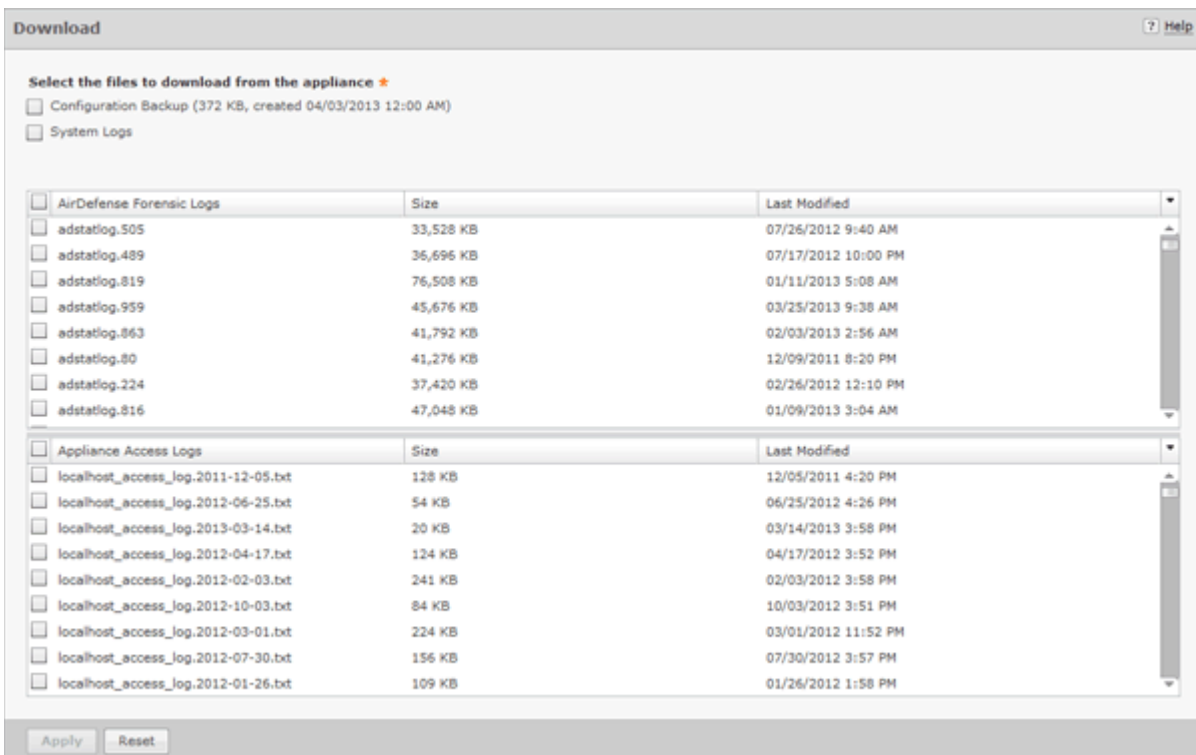 Download
? Help
Select the files to download from the appliance *
Configuration Backup (372 KB, created 04/03/2013 12:00 AM)
System Logs
AirDefense Forensic Logs Size Last Modified
adstatlog.505 33,528 KB 07/26/2012 9:40 AM
adstatlog.489 36,696 KB 07/17/2012 10:00 PM
adstatlog.819 76,508 KB 01/11/2013 5:08 AM
adstatlog.959 45,676 KB 03/25/2013 9:38 AM
adstatlog.863 41,792 KB 02/03/2013 2:56 AM
adstatlog.80 41,276 KB 12/09/2011 8:20 PM
adstatlog.224 37,420 KB 02/26/2012 12:10 PM
adstatlog.816 47,048 KB 01/09/2013 3:04 AM
Appliance Access Logs Size Last Modified
localhost_access_log.2011-12-05.txt 128 KB 12/05/2011 4:20 PM
localhost_access_log.2012-06-25.txt 54 KB 06/25/2012 4:26 PM
localhost_access_log.2013-03-14.txt 20 KB 03/14/2013 3:58 PM
localhost_access_log.2012-04-17.txt 124 KB 04/17/2012 3:52 PM
localhost_access_log.2012-02-03.txt 241 KB 02/03/2012 3:58 PM
localhost_access_log.2012-10-03.txt 84 KB 10/03/2012 3:51 PM
localhost_access_log.2012-03-01.txt 224 KB 03/01/2012 11:52 PM
localhost_access_log.2012-07-30.txt 156 KB 07/30/2012 3:57 PM
localhost_access_log.2012-01-26.txt 109 KB 01/26/2012 1:58 PM
Apply Reset